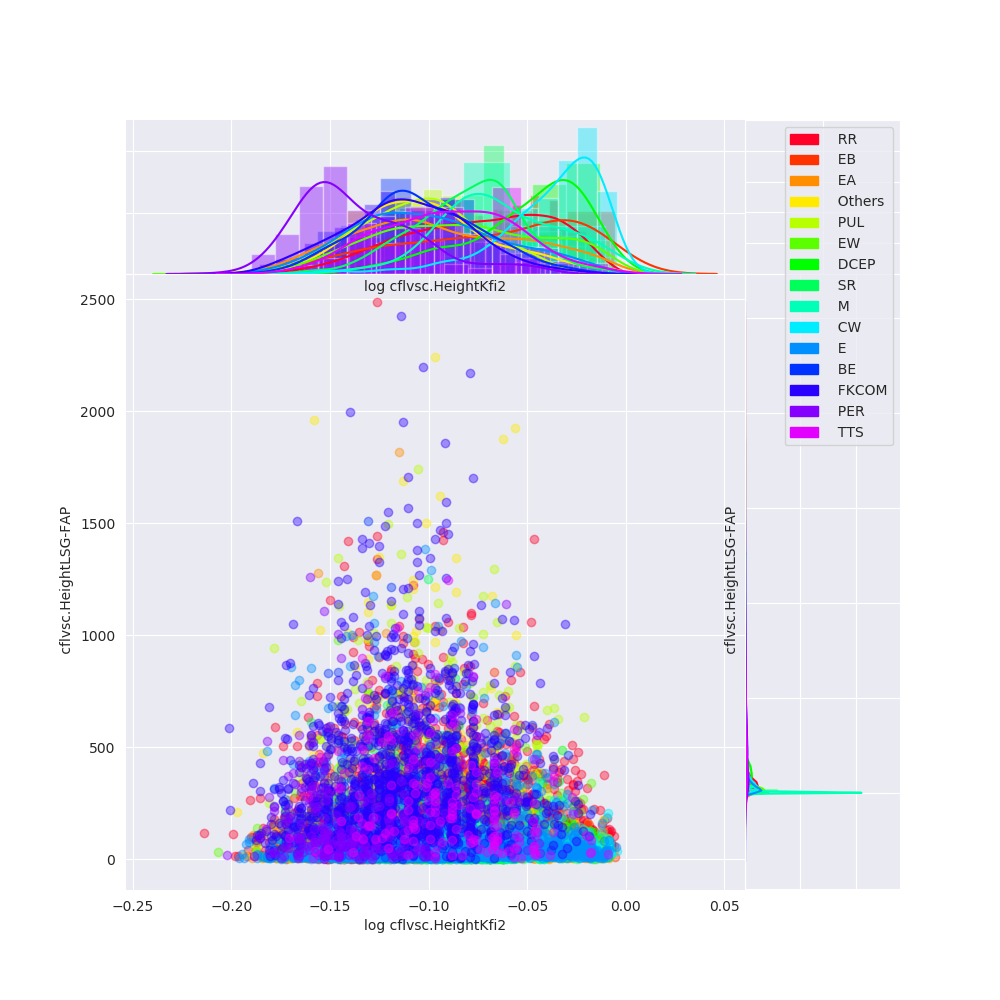 RR
EB
EA
Others
PUL
EW
DCEP
SR
M
CW
E
BE
FKCOM
PER
TTS
log cflvsc.HeightKfi2
2500
2000
1500
1000
500
0
cflvsc.HeightLSG-FAP
cflvsc.HeightLSG-FAP
−0.25 −0.20 −0.15 −0.10 −0.05 0.00 0.05
log cflvsc.HeightKfi2